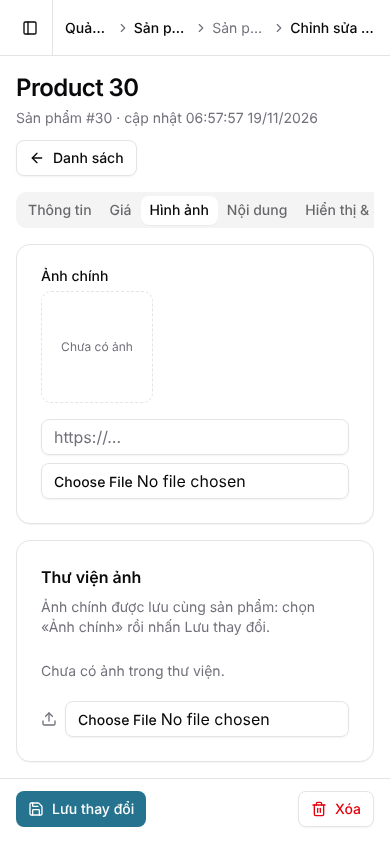 Quả... > Sản p... > Sản p... > Chỉnh sửa ...
Product 30
Sản phẩm #30 · cập nhật 06:57:57 19/11/2026
Danh sách
Thông tin Giá Hình ảnh Nội dung Hiển thị &
Ảnh chính
Chưa có ảnh
https://...
Choose File No file chosen
Thư viện ảnh
Ảnh chính được lưu cùng sản phẩm: chọn
«Ảnh chính» rồi nhấn Lưu thay đổi.
Chưa có ảnh trong thư viện.
Choose File No file chosen
Lưu thay đổi Xóa